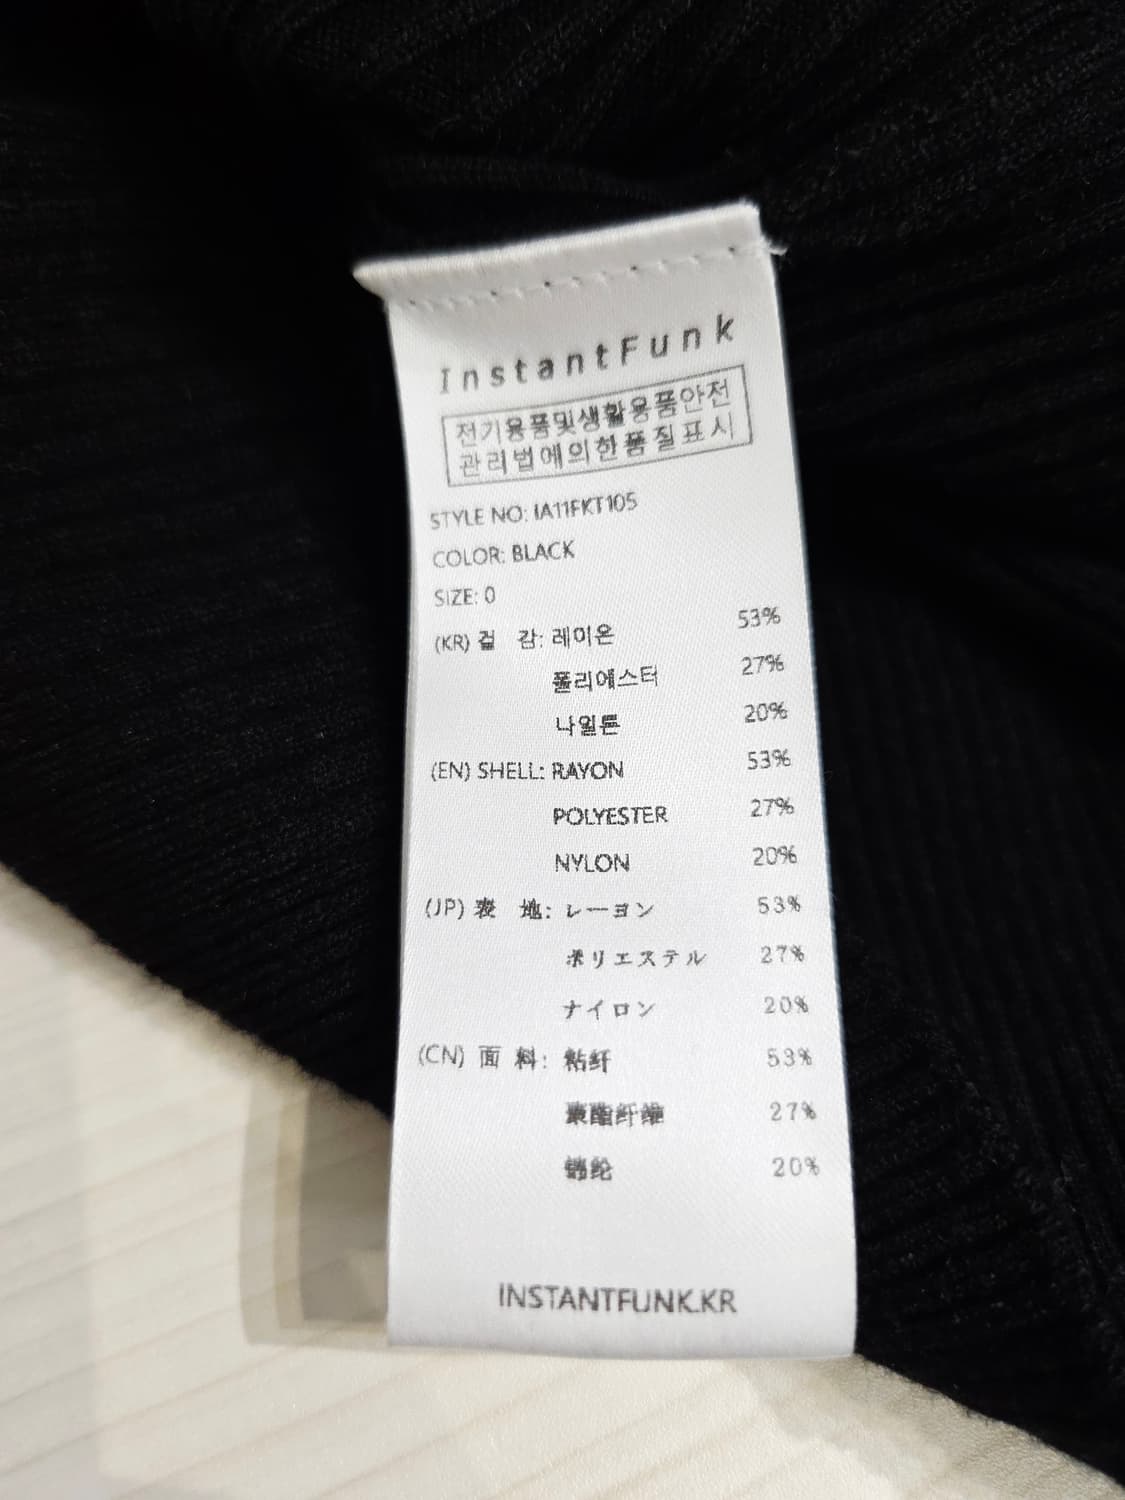 InstantFunk
전기용품및생활용품안전
관리법에의한품질표시
STYLE NO: IA11FKT105
COLOR: BLACK
SIZE: 0
(KR) 겉 감: 레이온 53%
폴리에스터 27%
나일론 20%
(EN) SHELL: RAYON 53%
POLYESTER 27%
NYLON 20%
(JP) 表 地: レーヨン 53%
ポリエステル 27%
ナイロン 20%
(CN) 面 料: 粘纤 53%
聚酯纤维 27%
锦纶 20%
INSTANTFUNK.KR